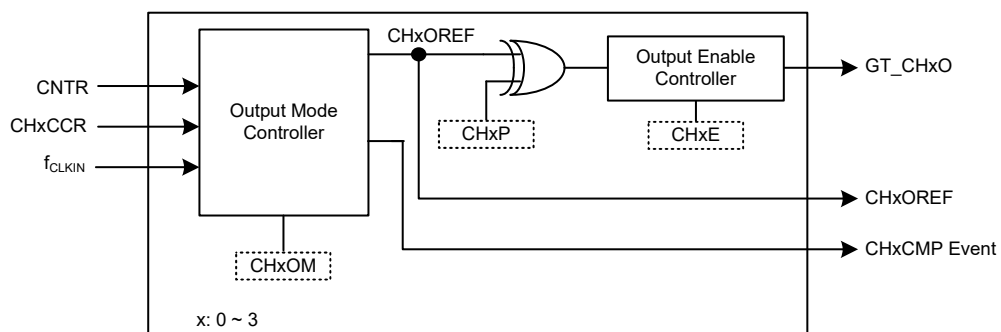 CHxOREF
Output Mode
Controller
Output Enable
Controller
CNTR
CHxCCR
fCLKIN
GT_CHxO
CHxP
CHxE
CHxOREF
CHxCMP Event
CHxOM
x: 0 ~ 3